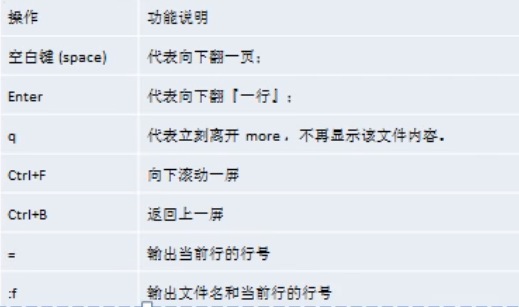 操作 功能说明
空白键 (space) 代表向下翻一页；
Enter 代表向下翻『一行』；
q 代表立刻离开 more ，不再显示该文件内容。
Ctrl+F 向下滚动一屏
Ctrl+B 返回上一屏
= 输出当前行的行号
:f 输出文件名和当前行的行号